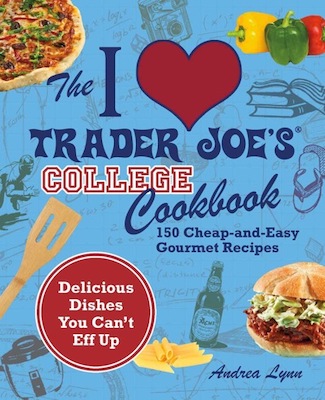 The I
TRADER JOE'S®
COLLEGE
Cookbook
150 Cheap-and-Easy
Gourmet Recipes
Delicious
Dishes
You Can't
Eff Up
Andrea Lynn